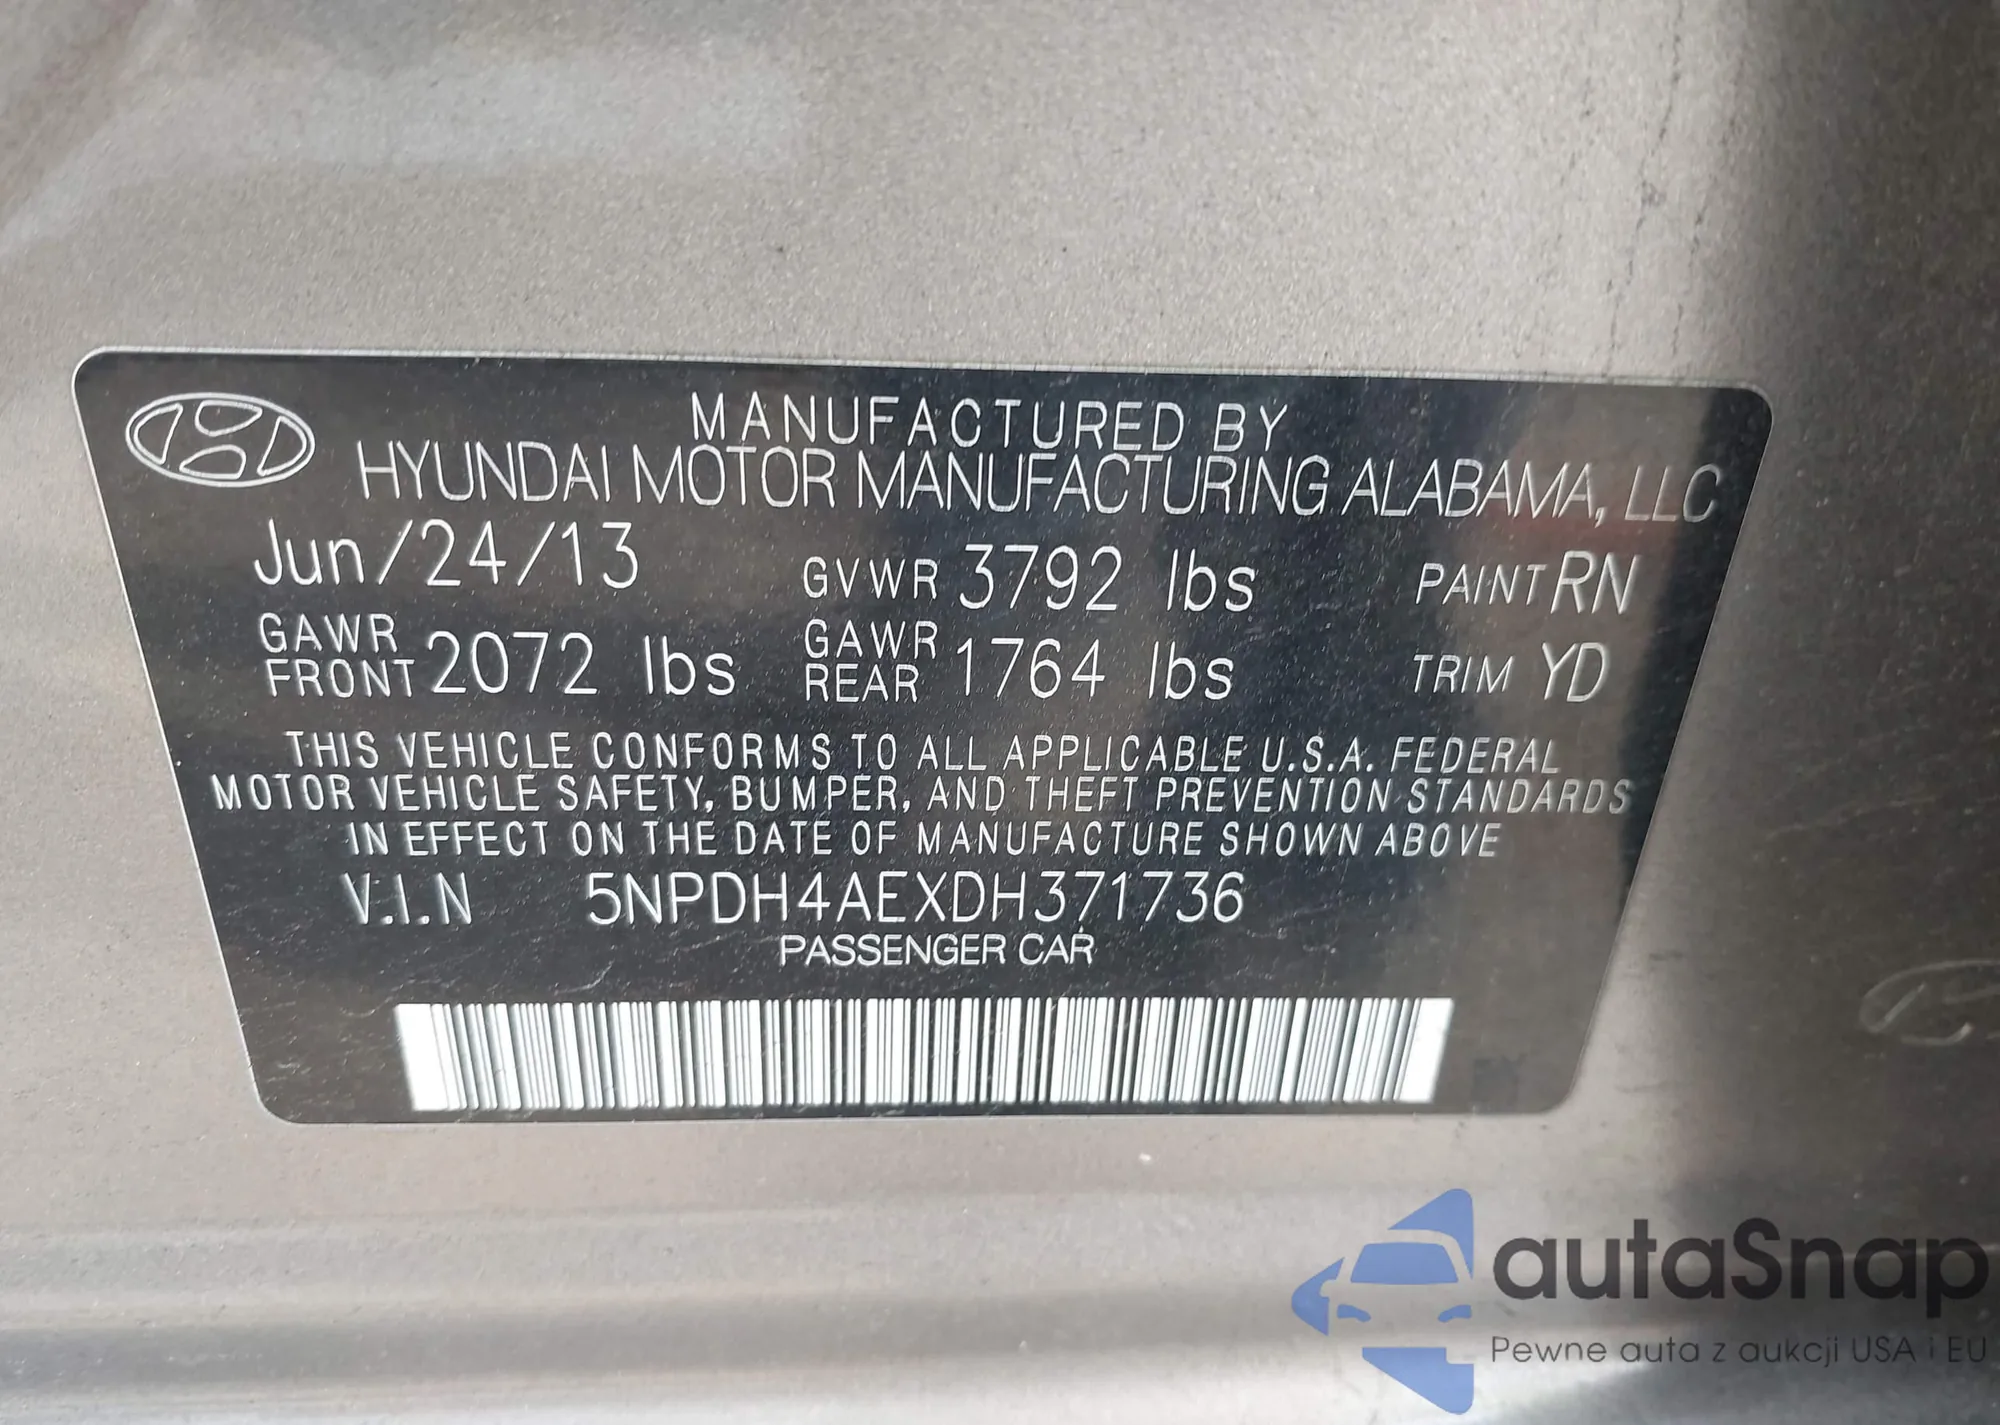 MANUFACTURED BY
HYUNDAI MOTOR MANUFACTURING ALABAMA, LLC
Jun/24/13 GVWR 3792 lbs PAINT RN
GAWR FRONT 2072 lbs GAWR REAR 1764 lbs TRIM YD
THIS VEHICLE CONFORMS TO ALL APPLICABLE U.S.A. FEDERAL
MOTOR VEHICLE SAFETY, BUMPER, AND THEFT PREVENTION STANDARDS
IN EFFECT ON THE DATE OF MANUFACTURE SHOWN ABOVE
V.I.N 5NPDH4AEXDH371736
PASSENGER CAR
autaSnap
Pewne auta z aukcji USA i EU